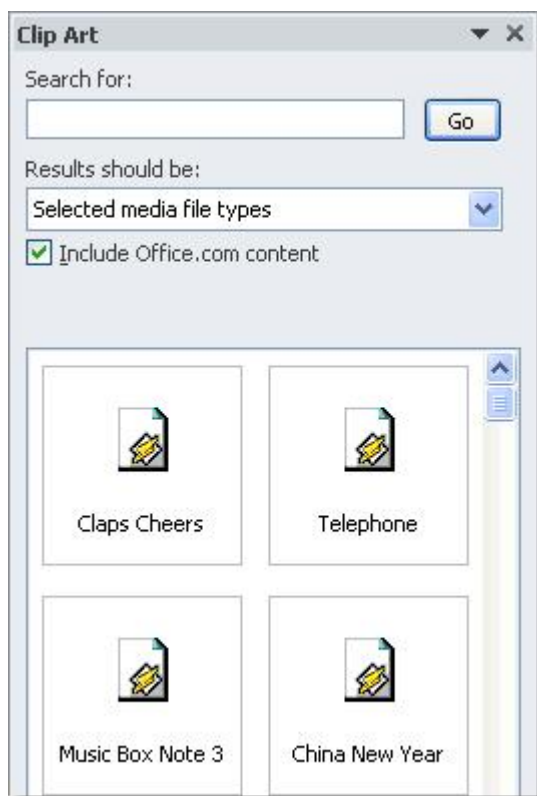 Clip Art
Search for:
Go
Results should be:
Selected media file types
Include Office.com content
Claps Cheers
Telephone
Music Box Note 3
China New Year